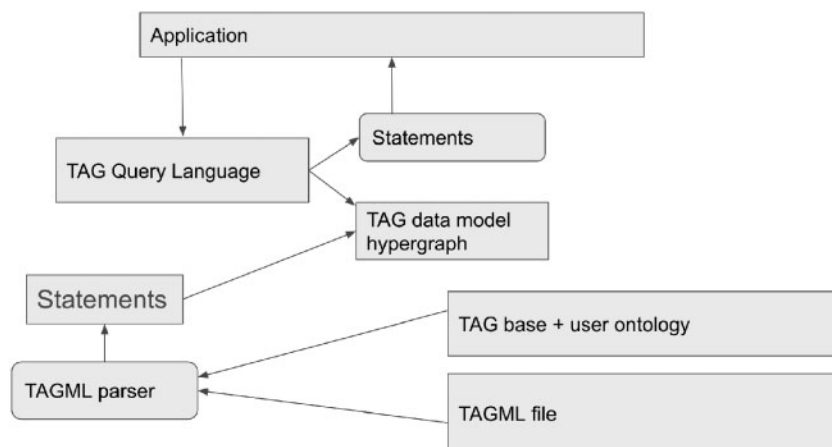 Application
Statements
TAG Query Language
TAG data model
hypergraph
Statements
TAG base + user ontology
TAGML parser
TAGML file